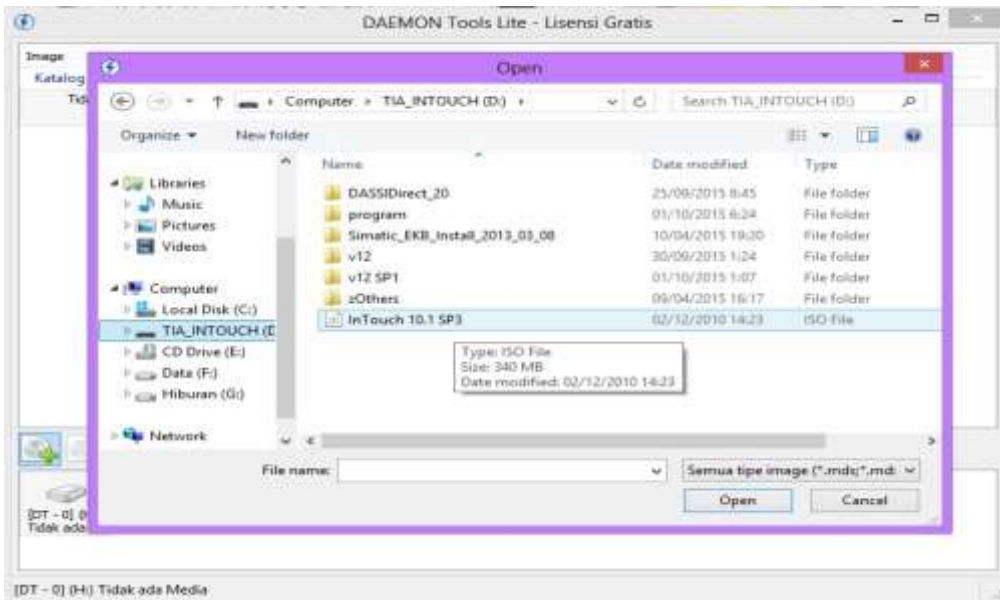 DAEMON Tools Lite - Lisensi Gratis
Image
Katalog
Open
Computer
TIA_INTOUCH (D:)
Search TIA_INTOUCH (D:)
Organize
New folder
Name
Date modified
Type
Libraries
Music
Pictures
Videos
Computer
Local Disk (C:)
TIA_INTOUCH (D
CD Drive (E:)
Data (F:)
Hiburan (G:)
Network
DASSIDirect_20 25/09/2015 8:45 File folder
program 01/10/2015 6:24 File folder
Simatic_EKB_Install_2013_03_08 10/04/2015 19:20 File folder
v12 30/09/2015 1:24 File folder
v12 SP1 01/10/2015 1:07 File folder
zOthers 09/04/2015 16:17 File folder
InTouch 10.1 SP3 02/12/2010 14:23 ISO File
Type: ISO File
Size: 340 MB
Date modified: 02/12/2010 14:23
File name:
Semua tipe image (*.mdx;*.md
Open
Cancel
[DT - 0] (
Tidak ada
[DT - 0] (H:) Tidak ada Media